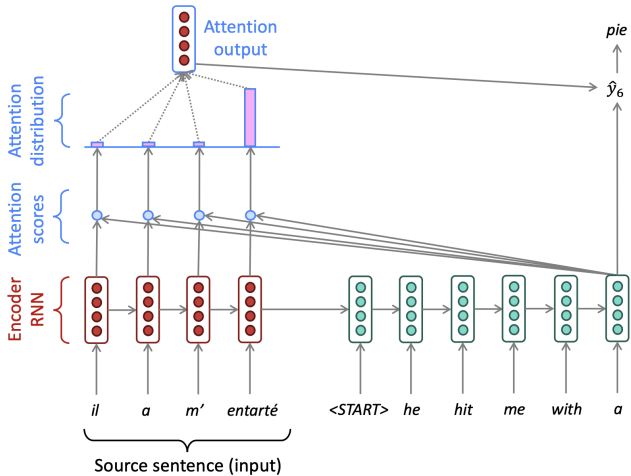 Attention
output
pie
ŷ6
Attention
distribution
Attention
scores
Encoder
RNN
il a m’ entarté <START> he hit me with a
Source sentence (input)